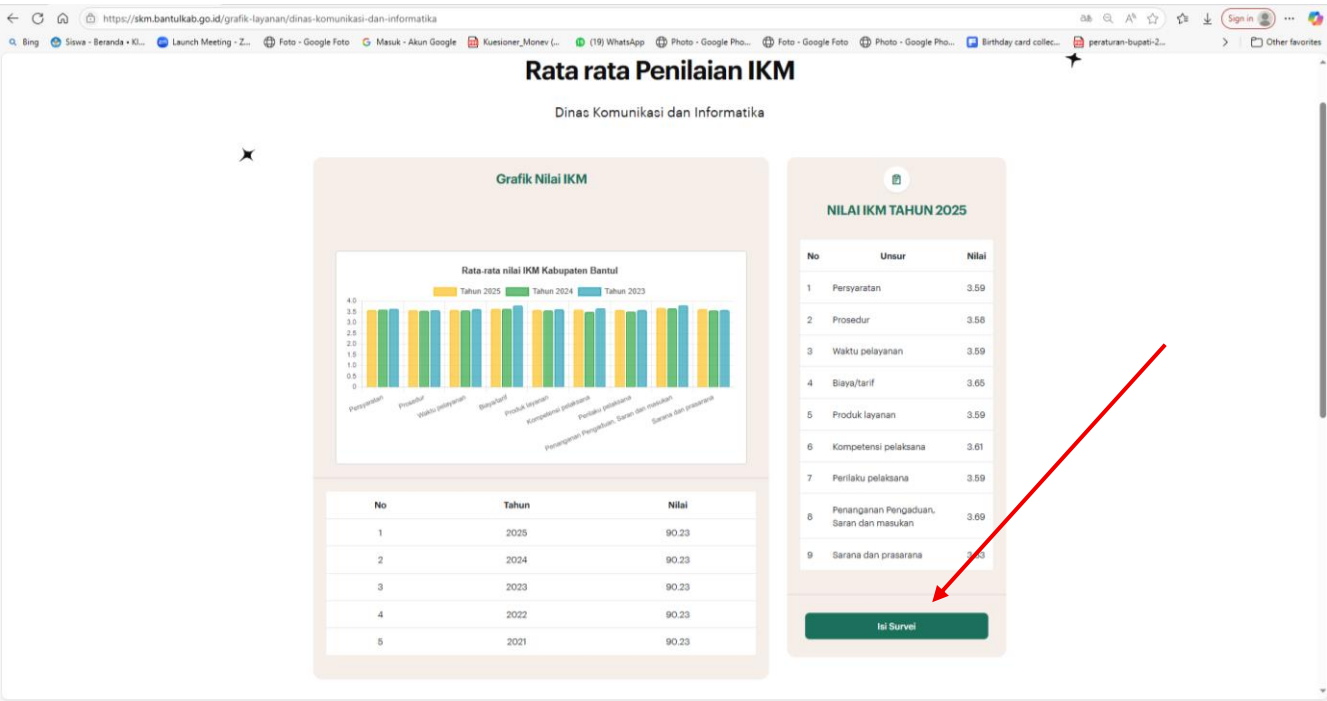 https://skm.bantulkab.go.id/grafik-layanan/dinas-komunikasi-dan-informatika
Sign in
Bing
Siswa - Beranda • Kl...
Launch Meeting - Z...
Foto - Google Foto
Masuk - Akun Google
Kuesioner_Monev (...
(19) WhatsApp
Photo - Google Pho...
Foto - Google Foto
Photo - Google Pho...
Birthday card collec...
peraturan-bupati-2...
Other favorites
Rata rata Penilaian IKM
Dinas Komunikasi dan Informatika
Grafik Nilai IKM
Rata-rata nilai IKM Kabupaten Bantul
Tahun 2025 Tahun 2024 Tahun 2023
4.0
3.5
3.0
2.5
2.0
1.5
1.0
0.5
0
Persyaratan
Prosedur
Waktu pelayanan
Biaya/tarif
Produk layanan
Kompetensi pelaksana
Perilaku pelaksana
Penanganan Pengaduan, Saran dan masukan
Sarana dan prasarana
No Tahun Nilai
1 2025 90.23
2 2024 90.23
3 2023 90.23
4 2022 90.23
5 2021 90.23
NILAI IKM TAHUN 2025
No Unsur Nilai
1 Persyaratan 3.59
2 Prosedur 3.58
3 Waktu pelayanan 3.59
4 Biaya/tarif 3.65
5 Produk layanan 3.59
6 Kompetensi pelaksana 3.61
7 Perilaku pelaksana 3.59
8 Penanganan Pengaduan, Saran dan masukan 3.69
9 Sarana dan prasarana
Isi Survei